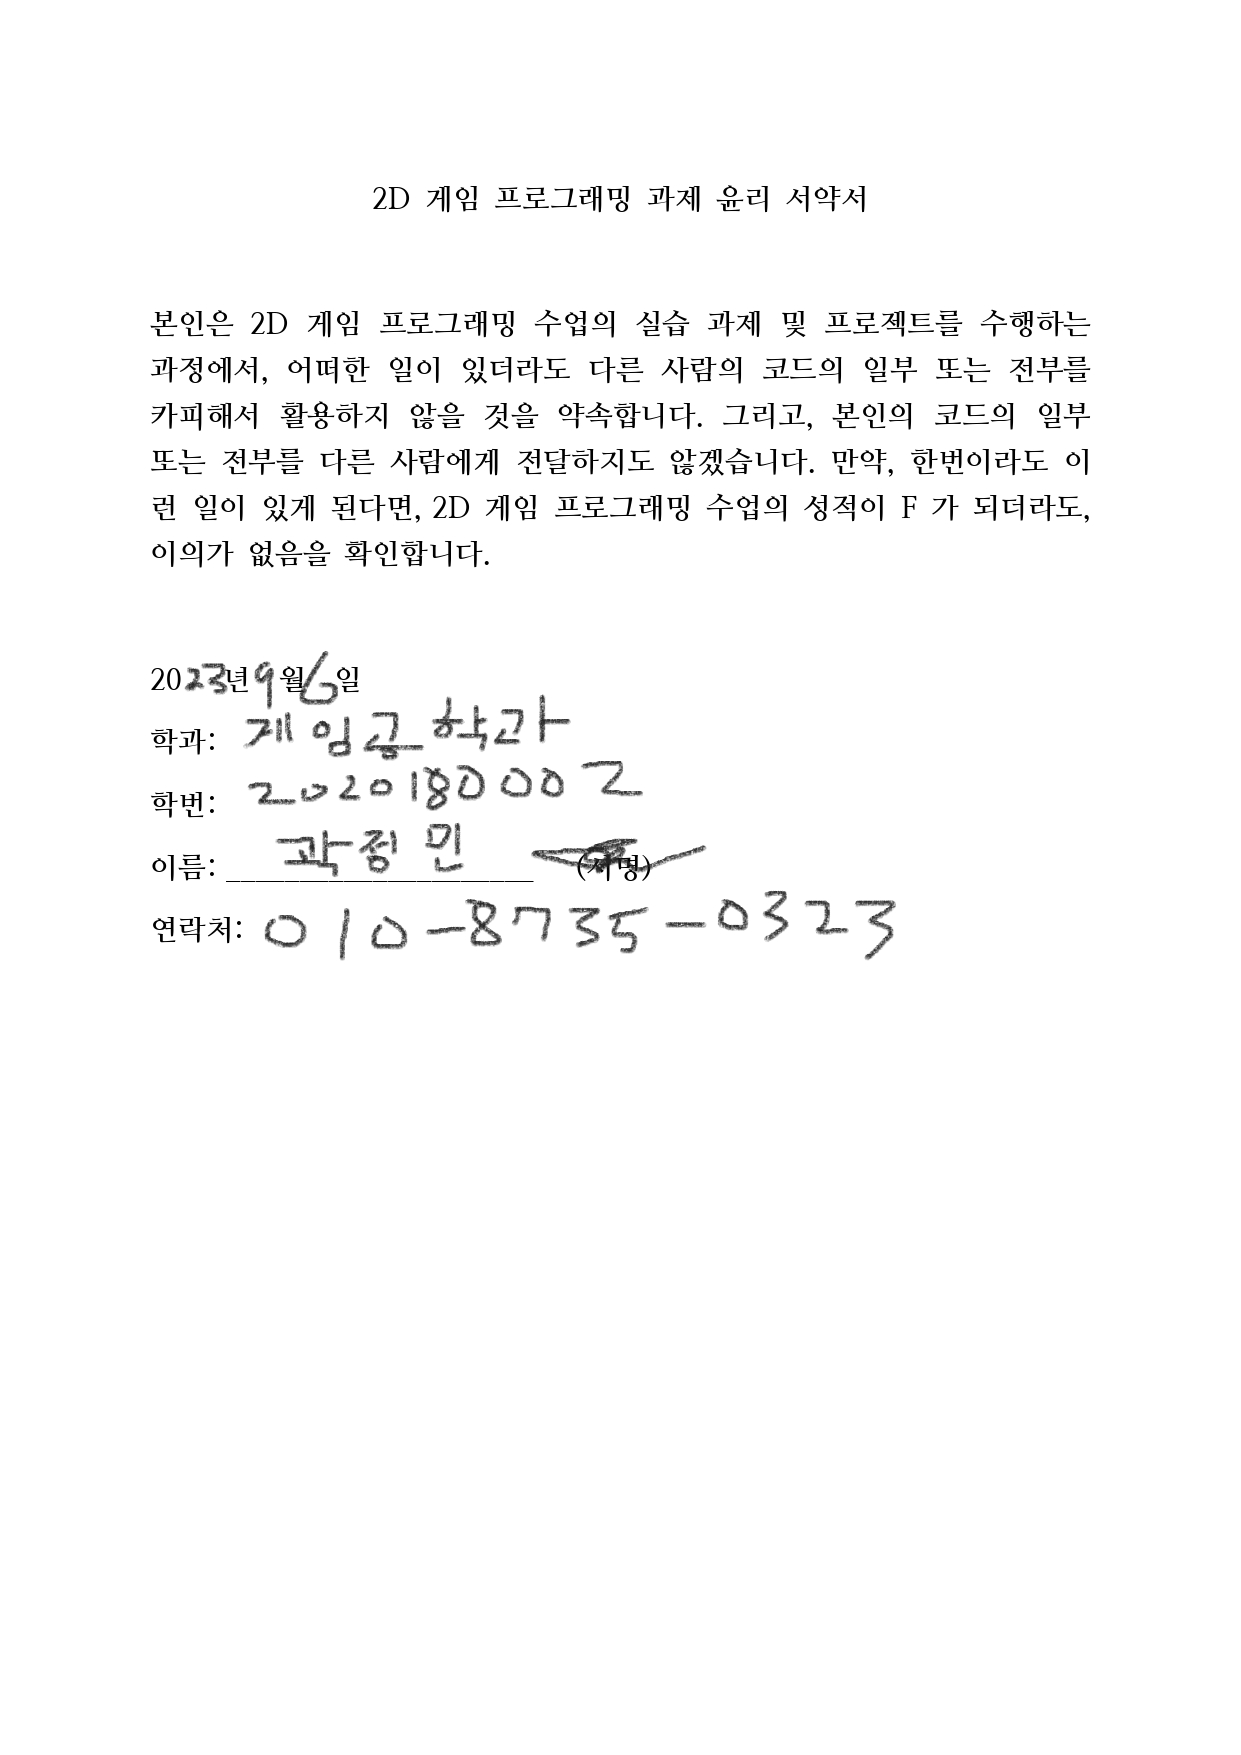 2D 게임 프로그래밍 과제 윤리 서약서
본인은 2D 게임 프로그래밍 수업의 실습 과제 및 프로젝트를 수행하는
과정에서, 어떠한 일이 있더라도 다른 사람의 코드의 일부 또는 전부를
카피해서 활용하지 않을 것을 약속합니다. 그리고, 본인의 코드의 일부
또는 전부를 다른 사람에게 전달하지도 않겠습니다. 만약, 한번이라도 이
런 일이 있게 된다면, 2D 게임 프로그래밍 수업의 성적이 F 가 되더라도,
이의가 없음을 확인합니다.
2023년 9월 6일
학과: 게임공학과
학번: 2020180002
이름: 곽정민 (서명)
연락처: 010-8735-0323